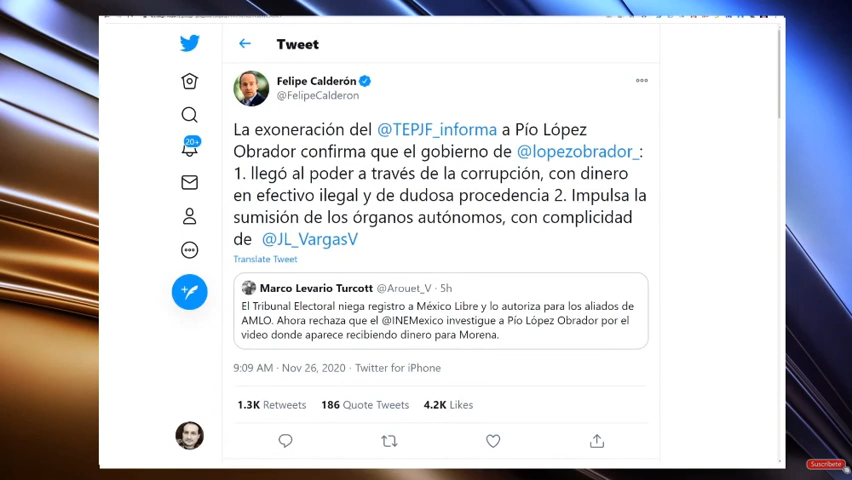 Tweet
Felipe Calderón
@FelipeCalderon
La exoneración del @TEPJF_informa a Pío López
Obrador confirma que el gobierno de @lopezobrador_:
1. llegó al poder a través de la corrupción, con dinero
en efectivo ilegal y de dudosa procedencia 2. Impulsa la
sumisión de los órganos autónomos, con complicidad
de @JL_VargasV
Translate Tweet
Marco Levario Turcott @Arouet_V · 5h
El Tribunal Electoral niega registro a México Libre y lo autoriza para los aliados de
AMLO. Ahora rechaza que el @INEMexico investigue a Pío López Obrador por el
video donde aparece recibiendo dinero para Morena.
9:09 AM · Nov 26, 2020 · Twitter for iPhone
1.3K Retweets 186 Quote Tweets 4.2K Likes
20+
Suscríbete